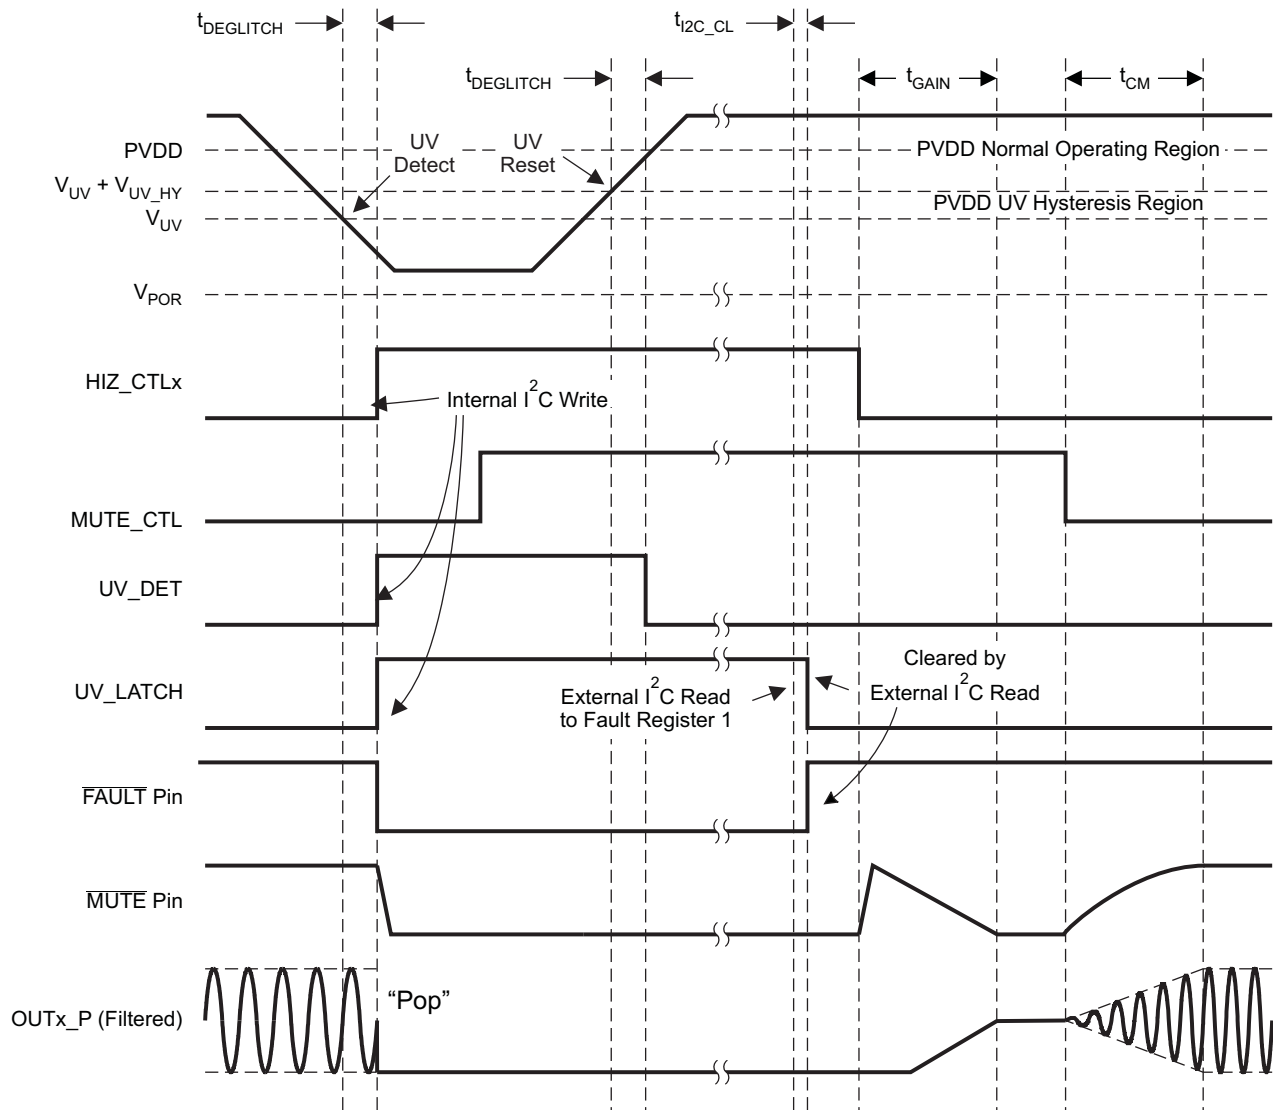 tDEGLITCH
tI2C_CL
tDEGLITCH
tGAIN
tCM
UV
Detect
UV
Reset
PVDD
PVDD Normal Operating Region
VUV + VUV_HY
PVDD UV Hysteresis Region
VUV
VPOR
HIZ_CTLx
Internal I2C Write
MUTE_CTL
UV_DET
UV_LATCH
External I2C Read
to Fault Register 1
Cleared by
External I2C Read
FAULT Pin
MUTE Pin
“Pop”
OUTx_P (Filtered)